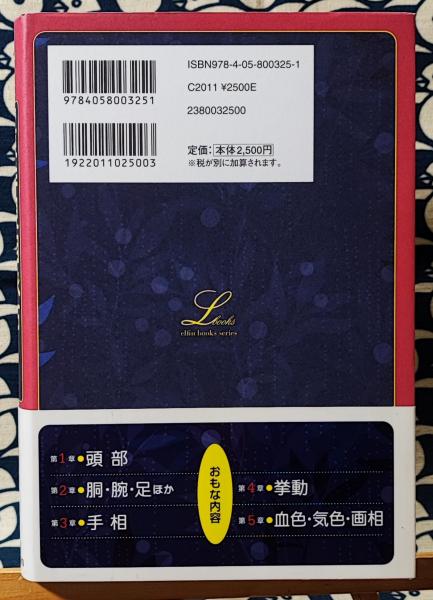 ISBN978-4-05-800325-1
C2011 ¥2500E
2380032500
定価：本体2,500円
※税が別に加算されます。
9784058003251
1922011025003
L books
elfin books series
おもな内容
第1章●頭部
第2章●胴・腕・足ほか
第3章●手相
第4章●挙動
第5章●血色・気色・画相